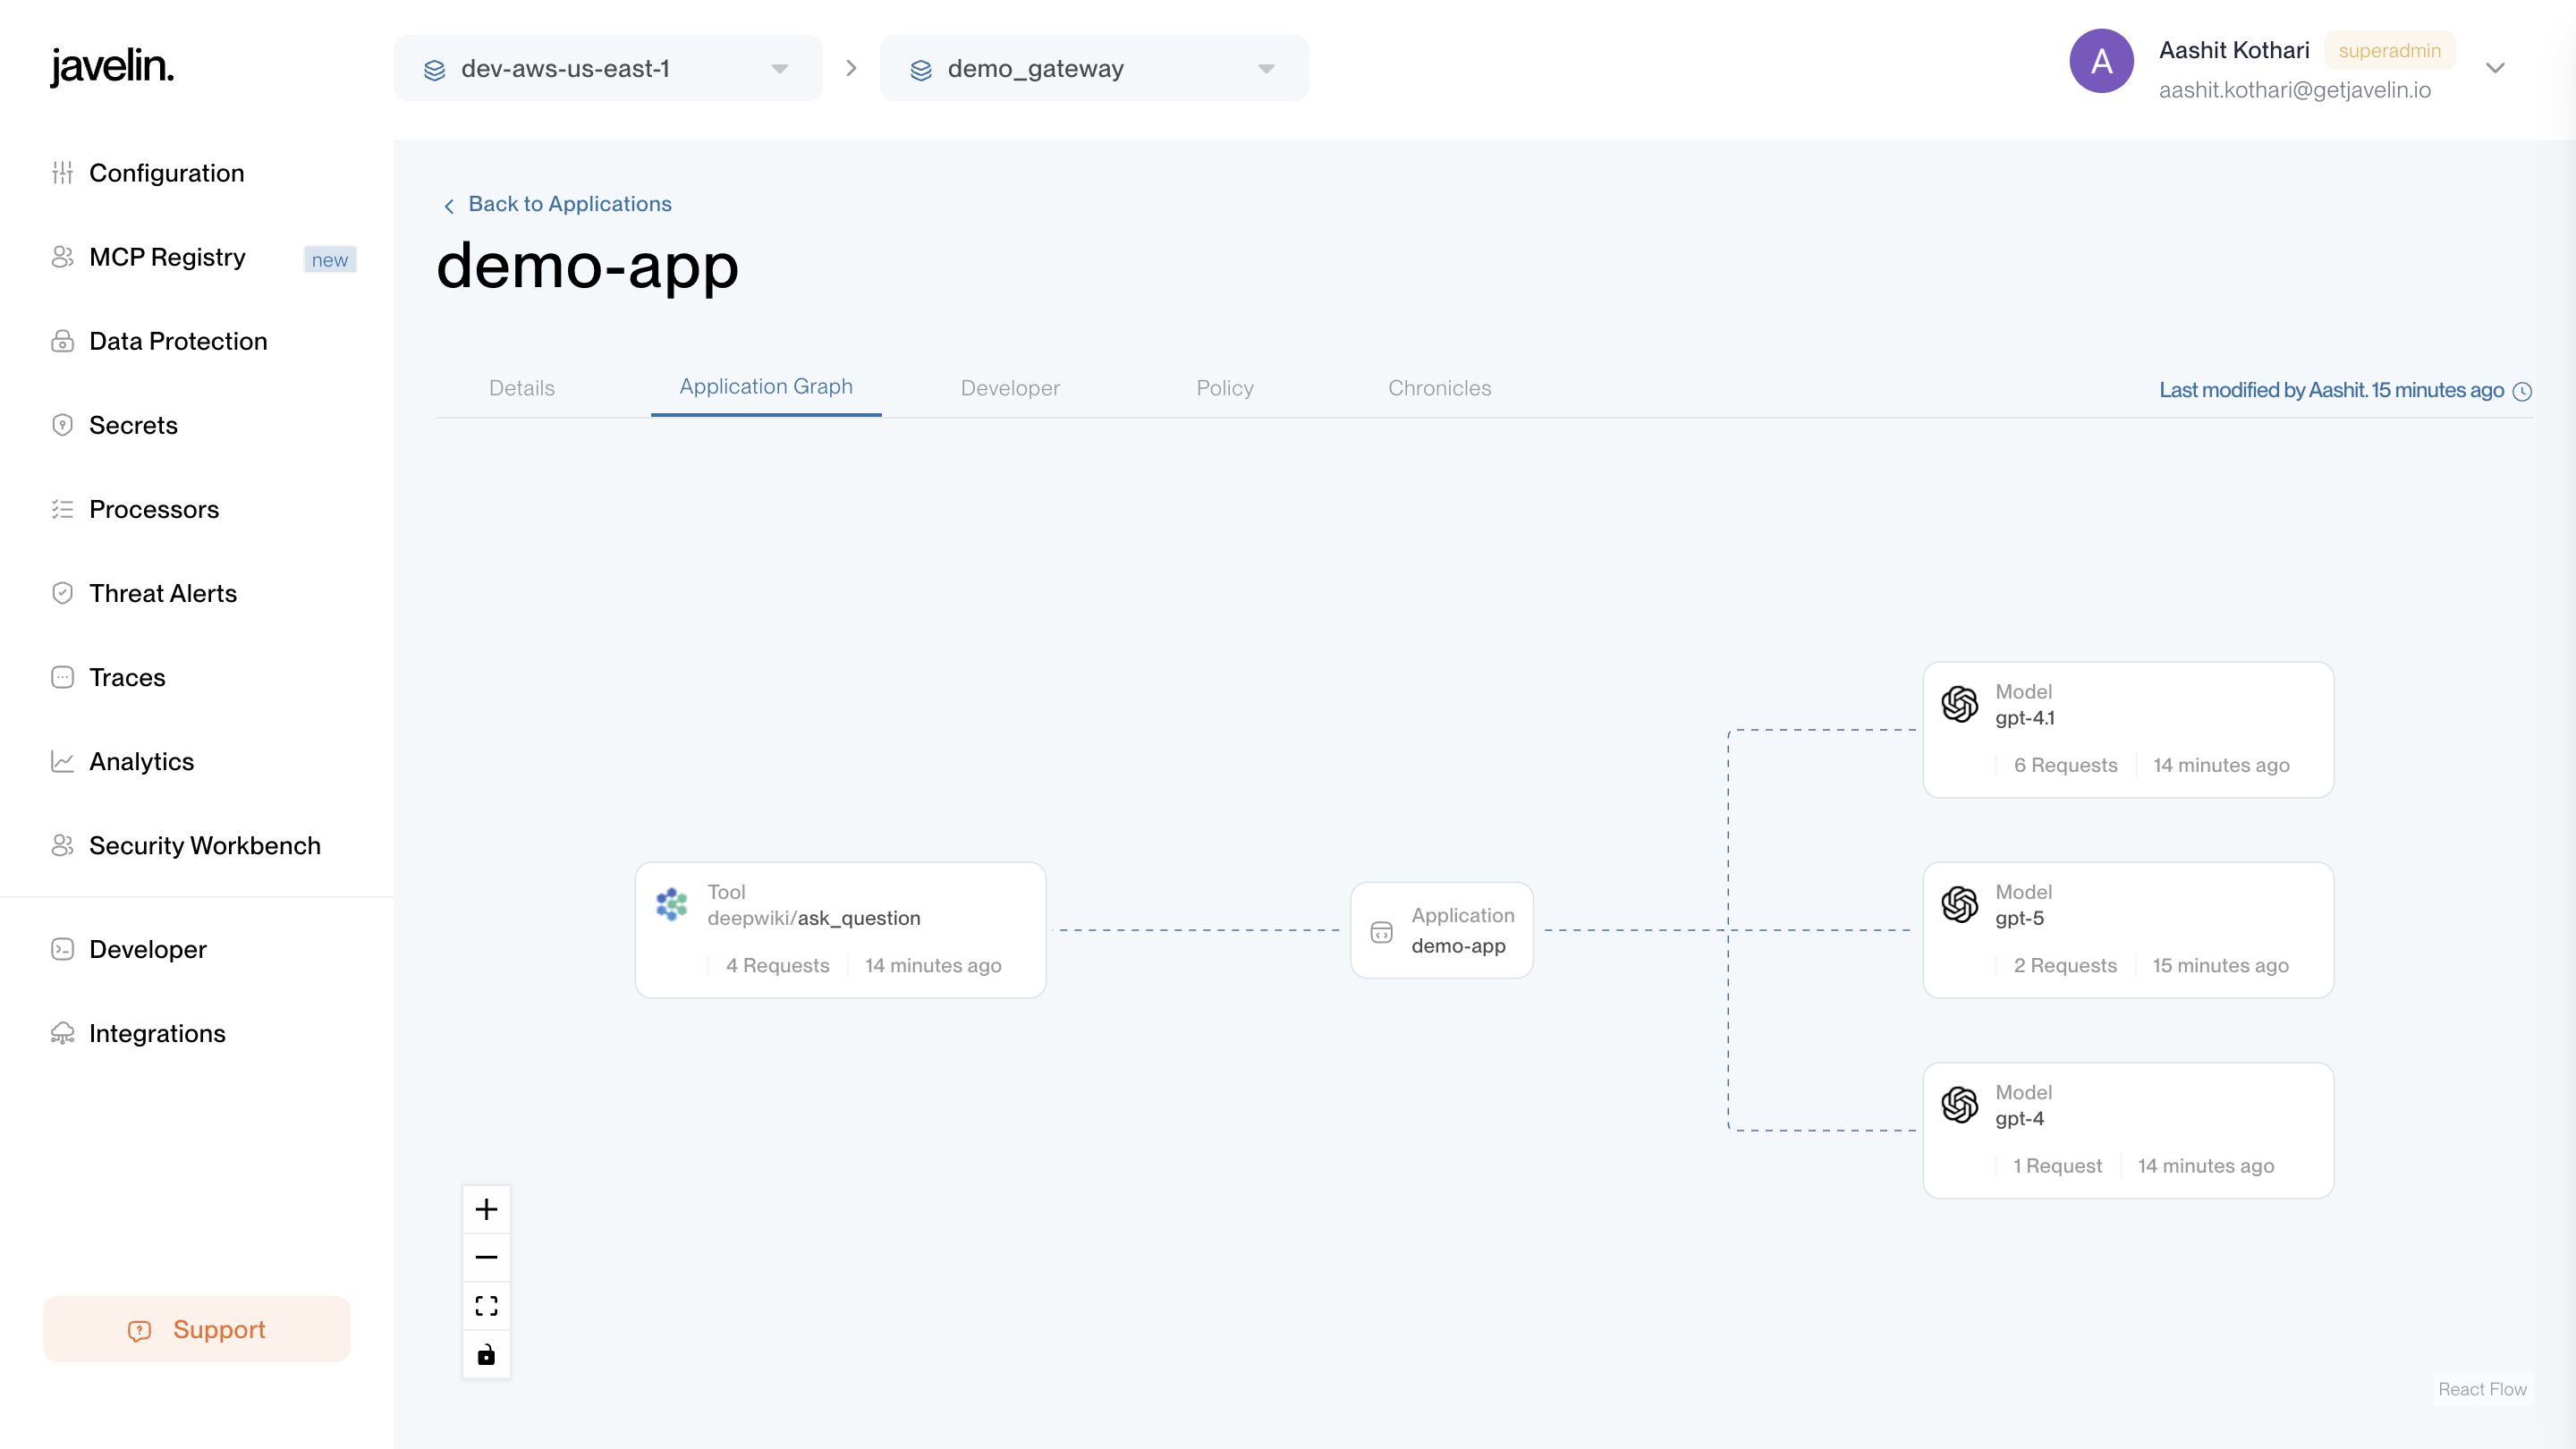 javelin.
dev-aws-us-east-1
demo_gateway
A
Aashit Kothari
superadmin
aashit.kothari@getjavelin.io
Configuration
MCP Registry
new
Data Protection
Secrets
Processors
Threat Alerts
Traces
Analytics
Security Workbench
Developer
Integrations
Support
Back to Applications
demo-app
Details
Application Graph
Developer
Policy
Chronicles
Last modified by Aashit. 15 minutes ago
Tool
deepwiki/ask_question
4 Requests
14 minutes ago
Application
demo-app
Model
gpt-4.1
6 Requests
14 minutes ago
Model
gpt-5
2 Requests
15 minutes ago
Model
gpt-4
1 Request
14 minutes ago
React Flow